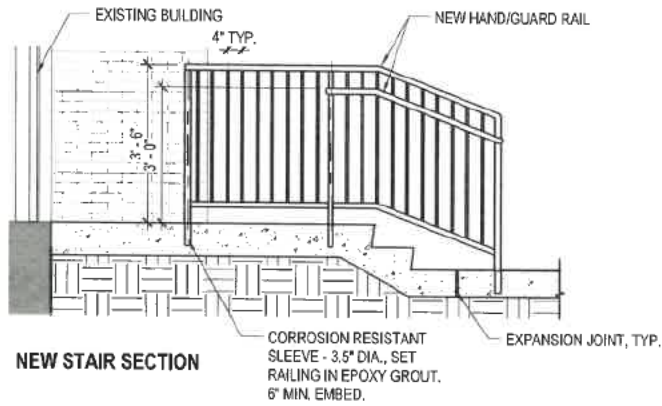 EXISTING BUILDING
NEW HAND/GUARD RAIL
4" TYP.
3' - 6"
3' - 0"
CORROSION RESISTANT
SLEEVE - 3.5" DIA., SET
RAILING IN EPOXY GROUT.
6" MIN. EMBED.
EXPANSION JOINT, TYP.
NEW STAIR SECTION